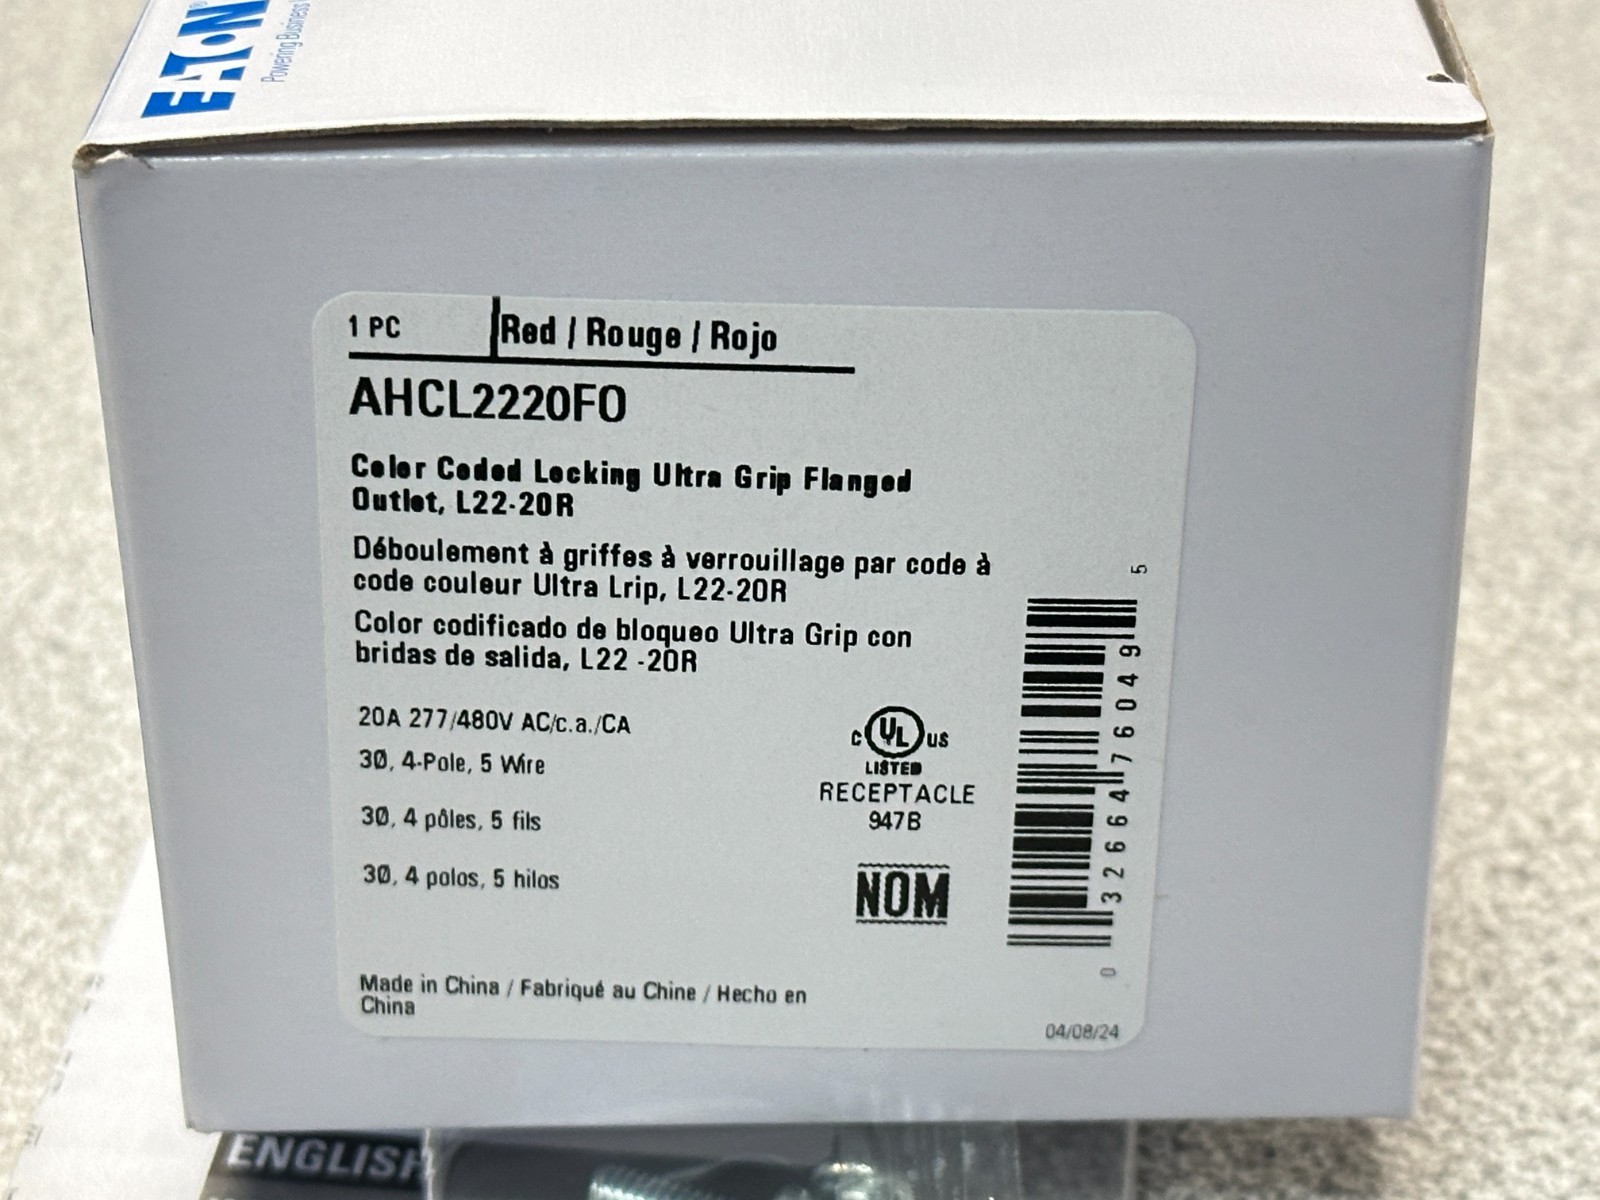 EATON®
Powering Business
1 PC
Red / Rouge / Rojo
AHCL2220FO
Color Coded Locking Ultra Grip Flanged
Outlet, L22-20R
Déboulement à griffes à verrouillage par code à
code couleur Ultra Lrip, L22-20R
Color codificado de bloqueo Ultra Grip con
bridas de salida, L22 -20R
20A 277/480V AC/c.a./CA
3Ø, 4-Pole, 5 Wire
3Ø, 4 pôles, 5 fils
3Ø, 4 polos, 5 hilos
c UL us
LISTED
RECEPTACLE
947B
NOM
0 32664 76049 5
Made in China / Fabriqué au Chine / Hecho en
China
04/08/24
ENGLISH